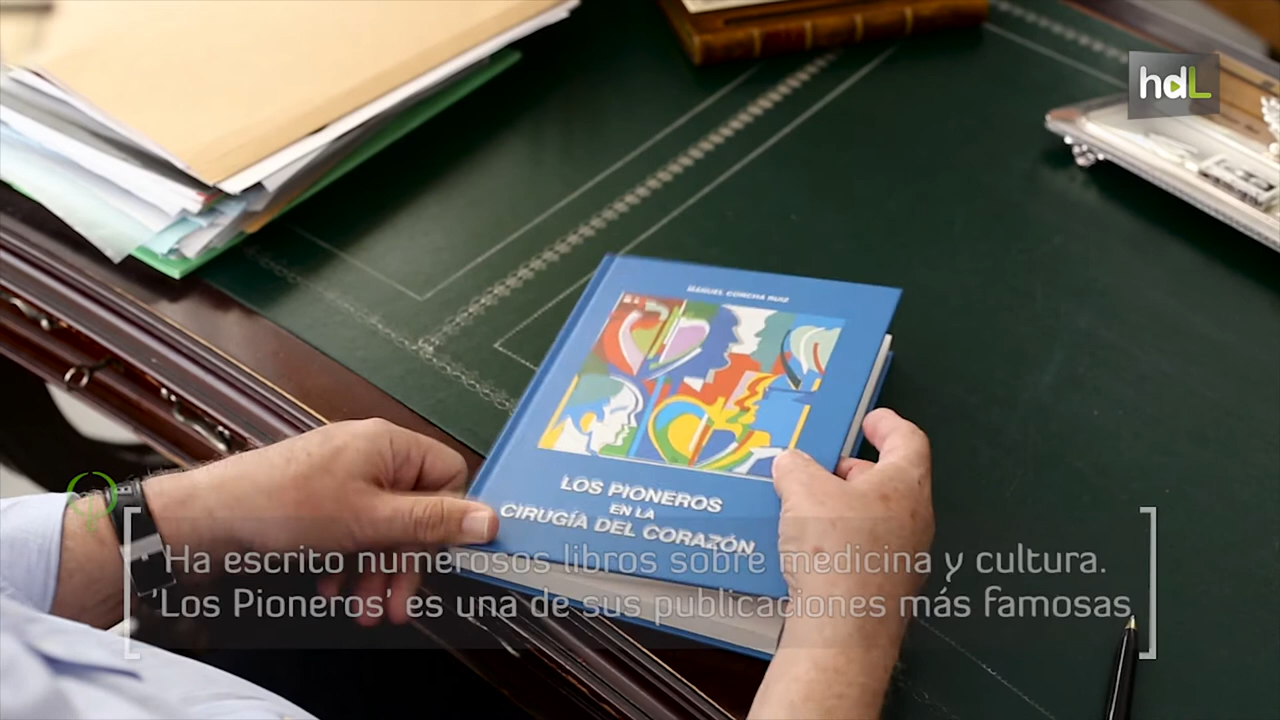 hdL
MANUEL CONCHA RUIZ
LOS PIONEROS
EN LA
CIRUGÍA DEL CORAZÓN
Ha escrito numerosos libros sobre medicina y cultura.
'Los Pioneros' es una de sus publicaciones más famosas